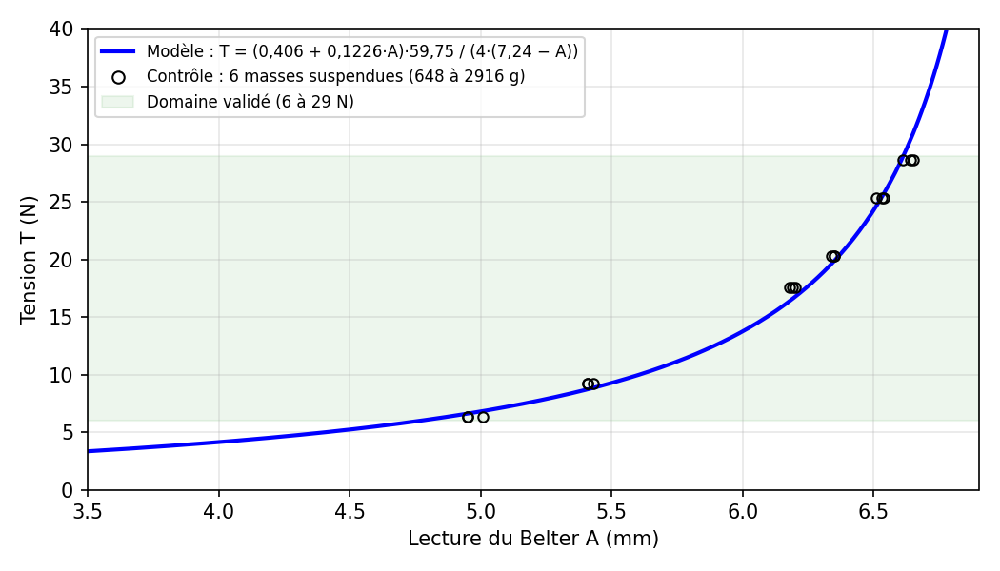 40
35
30
25
20
15
10
5
0
Tension T (N)
Modèle : T = (0,406 + 0,1226·A)·59,75 / (4·(7,24 − A))
Contrôle : 6 masses suspendues (648 à 2916 g)
Domaine validé (6 à 29 N)
3.5 4.0 4.5 5.0 5.5 6.0 6.5
Lecture du Belter A (mm)